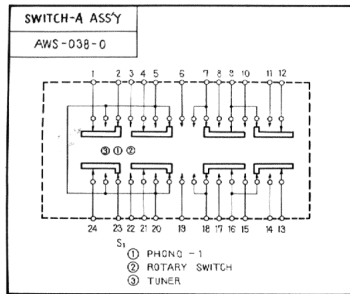 SWITCH-A ASS'Y
AWS-038-0
1 2 3 4 5 6 7 8 9 10 11 12
③ ① ②
24 23 22 21 20 19 18 17 16 15 14 13
S₁
① PHONO - 1
② ROTARY SWITCH
③ TUNER